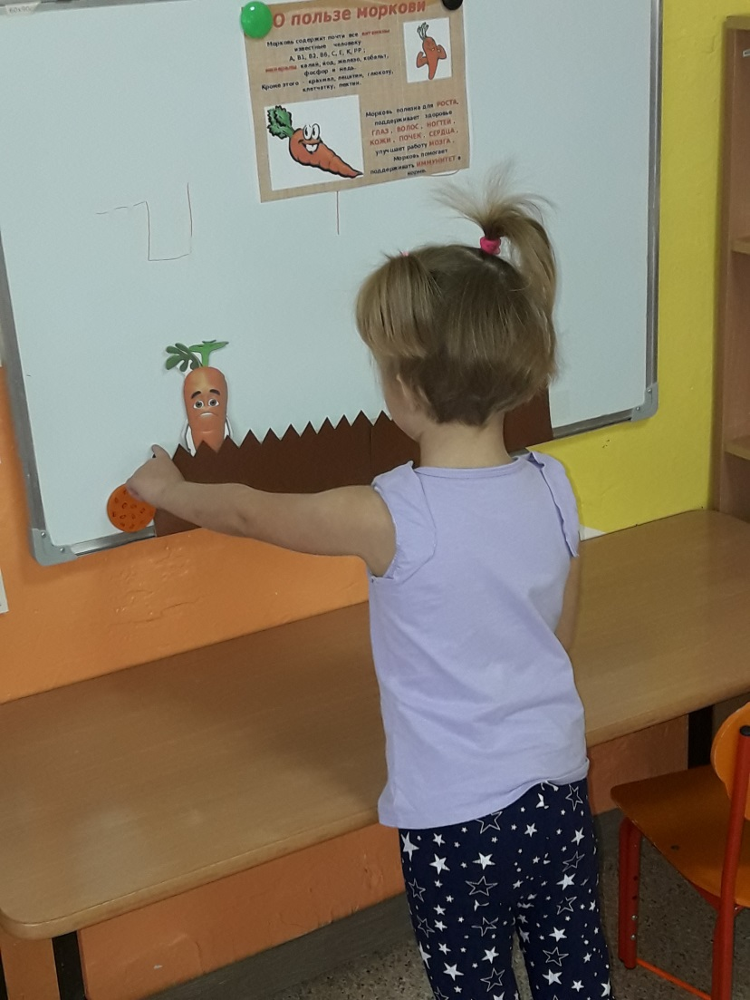 О пользе моркови
Морковь содержит почти все витамины
известные человеку
А, В1, В2, В6, С, Е, К, РР ;
минералы калий, йод, железо, кобальт,
фосфор и медь.
Кроме этого - крахмал, лецитин, глюкозу,
клетчатку, пектин.
Морковь полезна для РОСТА,
поддерживает здоровье
ГЛАЗ , ВОЛОС , НОГТЕЙ ,
КОЖИ , ПОЧЕК , СЕРДЦА ,
улучшает работу МОЗГА .
Морковь помогает
поддерживать ИММУНИТЕТ в
норме.